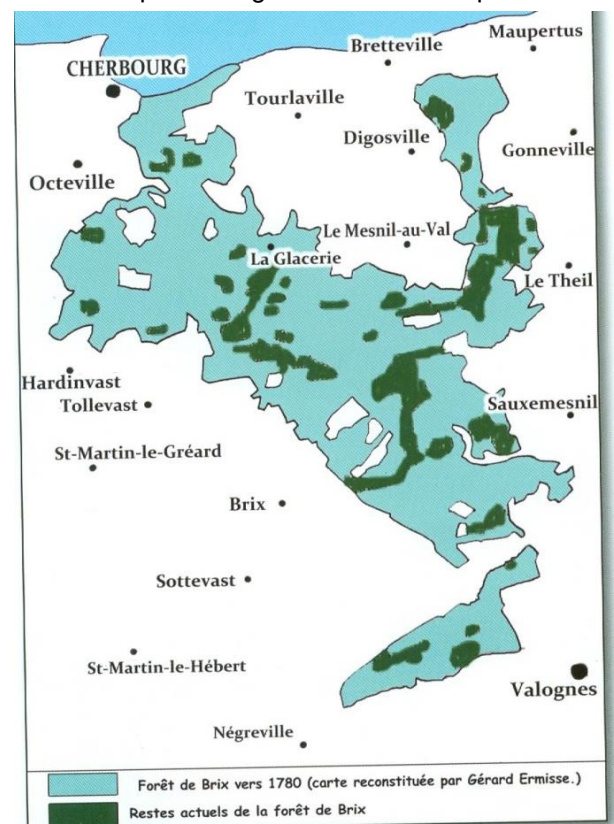 Maupertus
Bretteville
CHERBOURG
Tourlaville
Digosville
Gonneville
Octeville
Le Mesnil-au-Val
La Glacerie
Le Theil
Hardinvast
Tollevast
Sauxemesnil
St-Martin-le-Gréard
Brix
Sottevast
St-Martin-le-Hébert
Valognes
Négreville
Forêt de Brix vers 1780 (carte reconstituée par Gérard Ermisse.)
Restes actuels de la forêt de Brix